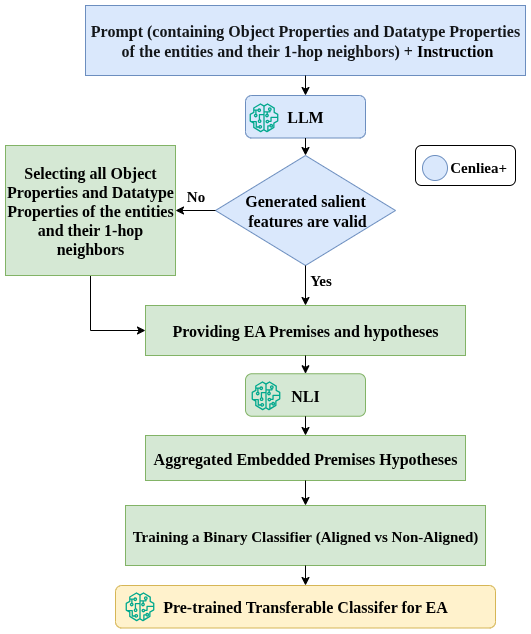 Prompt (containing Object Properties and Datatype Properties
of the entities and their 1-hop neighbors) + Instruction
LLM
Selecting all Object
Properties and Datatype
Properties of the entities
and their 1-hop
neighbors
No
Generated salient
features are valid
Cenliea+
Yes
Providing EA Premises and hypotheses
NLI
Aggregated Embedded Premises Hypotheses
Training a Binary Classifier (Aligned vs Non-Aligned)
Pre-trained Transferable Classifer for EA